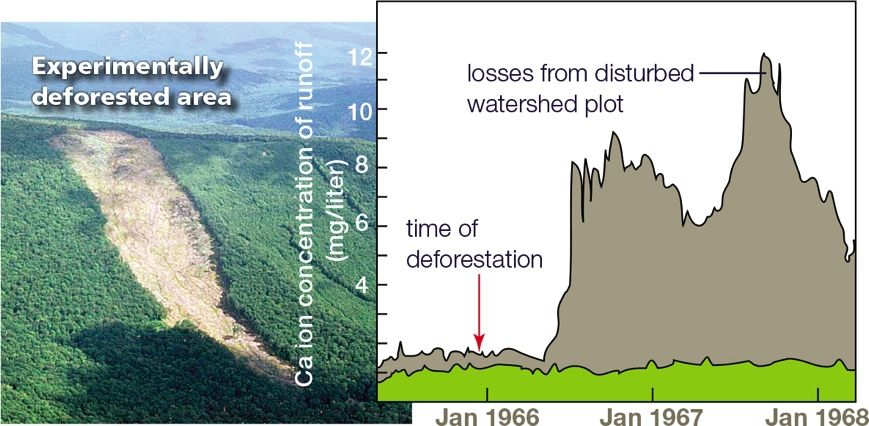 Experimentally
deforested area
Ca ion concentration of runoff
(mg/liter)
12
10
8
6
4
losses from disturbed
watershed plot
time of
deforestation
Jan 1966
Jan 1967
Jan 1968